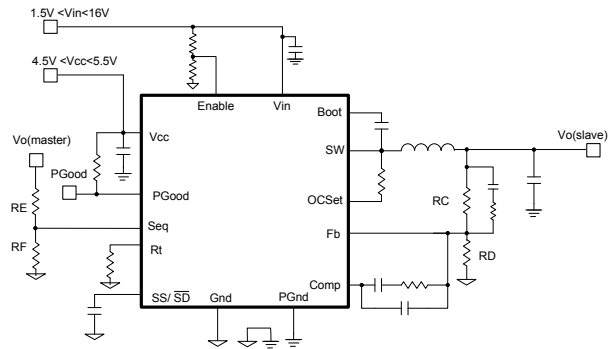 1.5V <Vin<16V
4.5V <Vcc<5.5V
Enable
Vin
Boot
Vcc
Vo(master)
SW
Vo(slave)
PGood
PGood
OCSet
RC
RE
Seq
Fb
RF
Rt
RD
Comp
SS/ SD
Gnd
PGnd